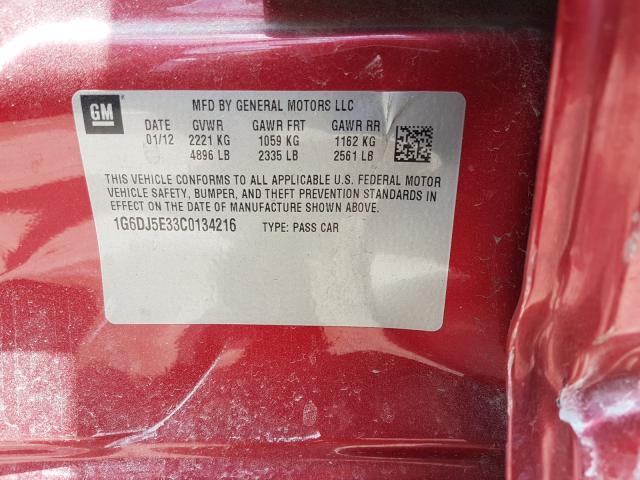 GM
MFD BY GENERAL MOTORS LLC
DATE GVWR GAWR FRT GAWR RR
01/12 2221 KG 1059 KG 1162 KG
4896 LB 2335 LB 2561 LB
THIS VEHICLE CONFORMS TO ALL APPLICABLE U.S. FEDERAL MOTOR
VEHICLE SAFETY, BUMPER, AND THEFT PREVENTION STANDARDS IN
EFFECT ON THE DATE OF MANUFACTURE SHOWN ABOVE.
1G6DJ5E33C0134216 TYPE: PASS CAR